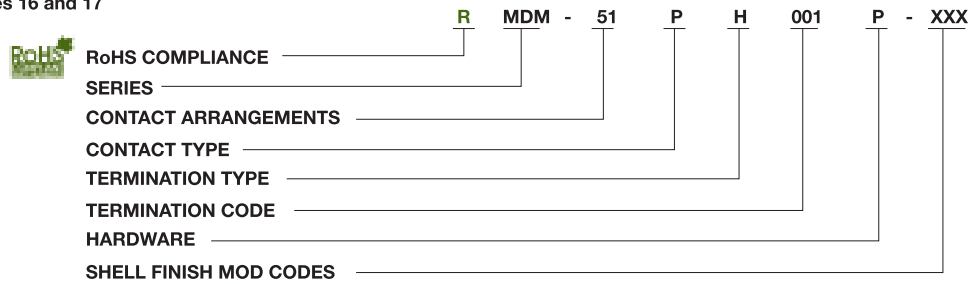 es 16 and 17
R MDM - 51 P H 001 P - XXX
RoHS
RoHS COMPLIANCE
SERIES
CONTACT ARRANGEMENTS
CONTACT TYPE
TERMINATION TYPE
TERMINATION CODE
HARDWARE
SHELL FINISH MOD CODES